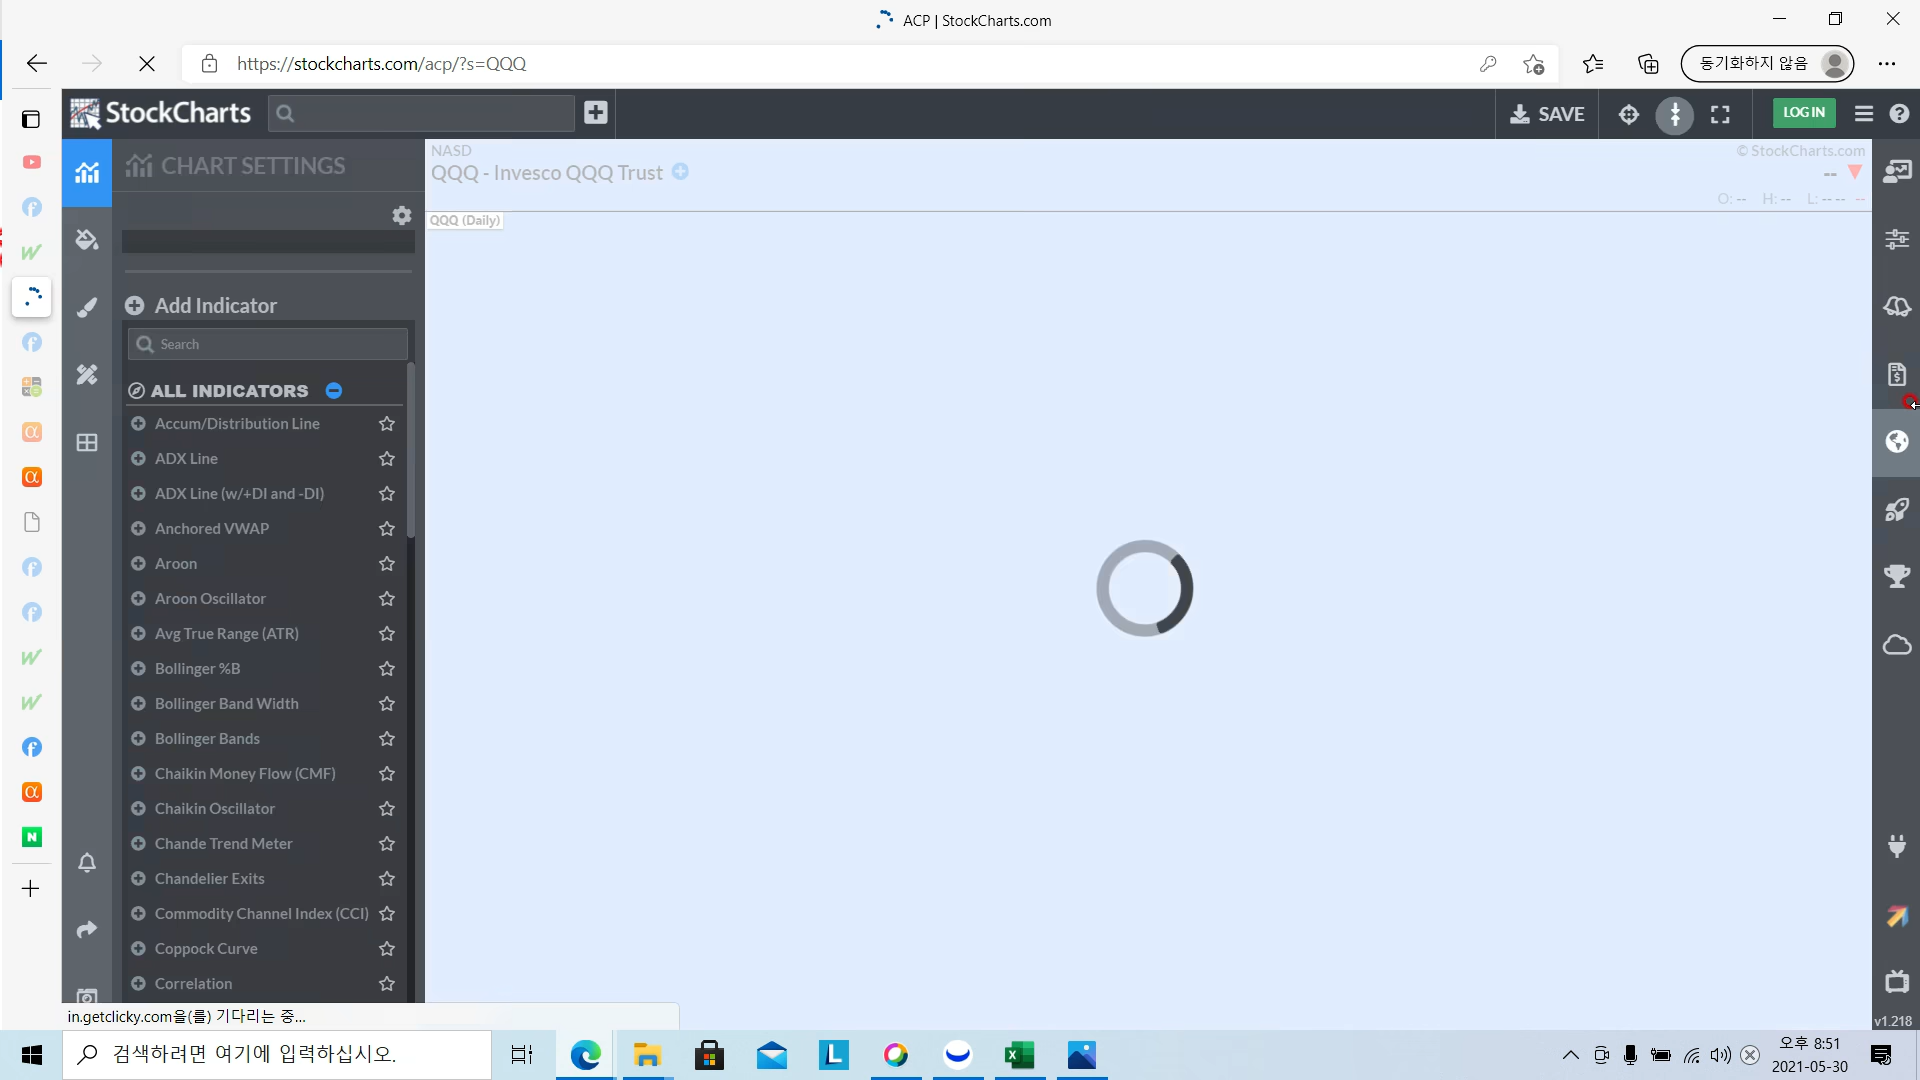 ACP | StockCharts.com
https://stockcharts.com/acp/?s=QQQ
동기화하지 않음
StockCharts
SAVE
LOG IN
CHART SETTINGS
NASD
QQQ - Invesco QQQ Trust
© StockCharts.com
--
O: -- H: -- L: -- -- --
QQQ (Daily)
Add Indicator
Search
ALL INDICATORS
Accum/Distribution Line
ADX Line
ADX Line (w/+DI and -DI)
Anchored VWAP
Aroon
Aroon Oscillator
Avg True Range (ATR)
Bollinger %B
Bollinger Band Width
Bollinger Bands
Chaikin Money Flow (CMF)
Chaikin Oscillator
Chande Trend Meter
Chandelier Exits
Commodity Channel Index (CCI)
Coppock Curve
Correlation
in.getclicky.com을(를) 기다리는 중...
v1.218
검색하려면 여기에 입력하십시오.
오후 8:51
2021-05-30